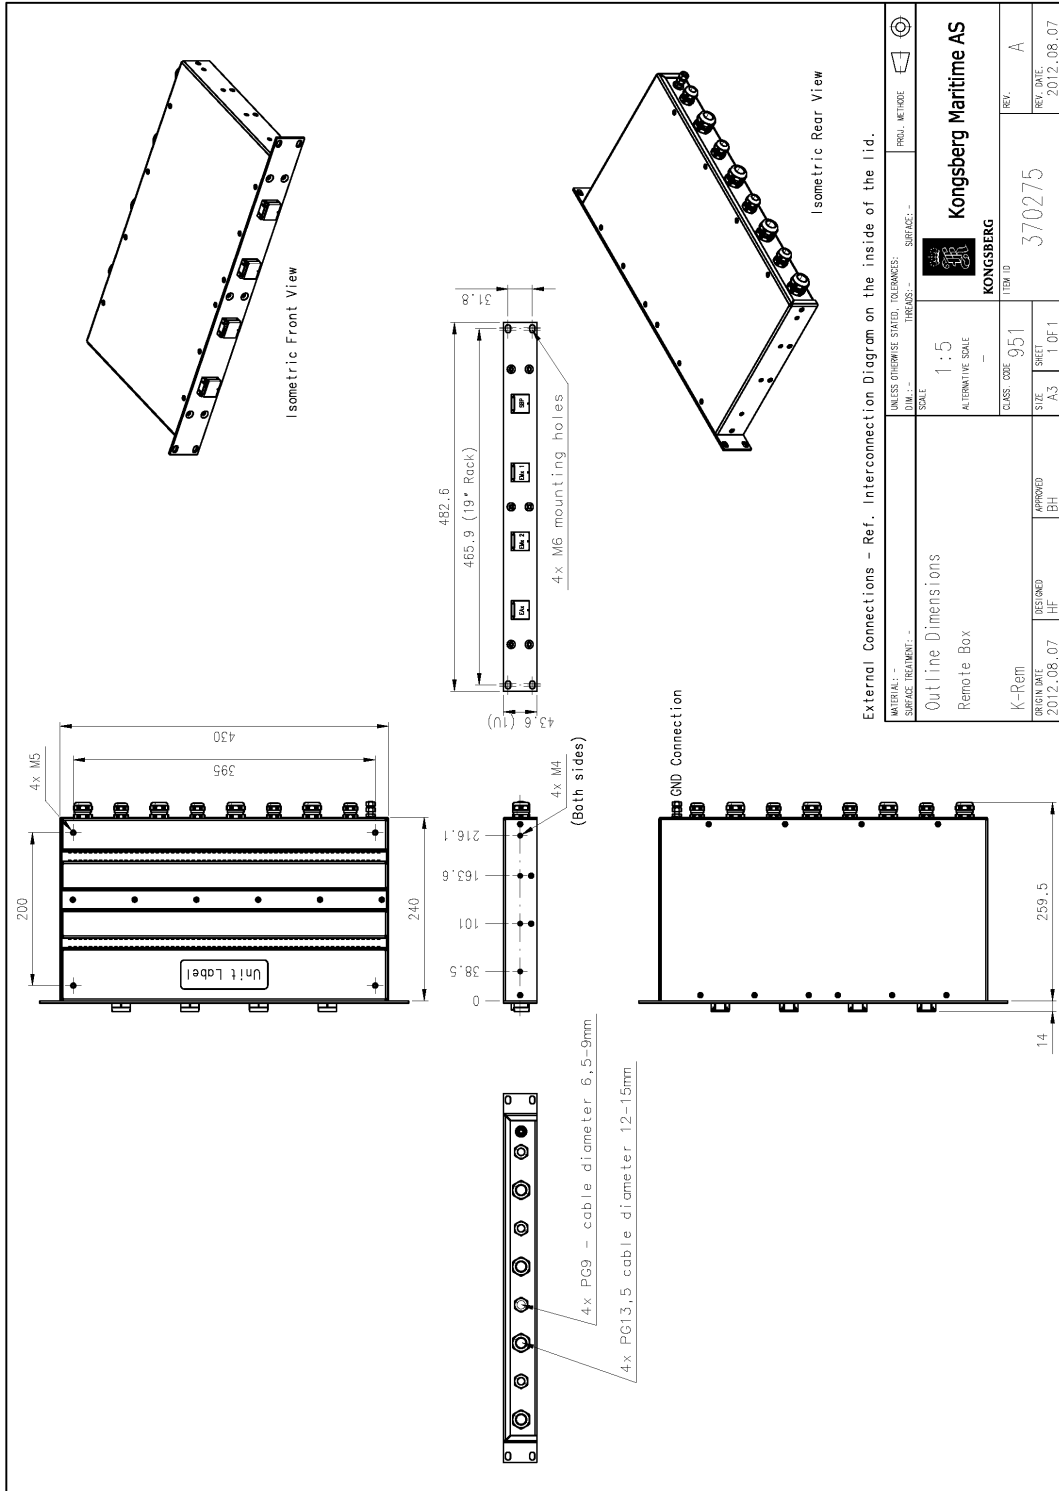 Isometric Front View
Isometric Rear View
482.6
465.9 (19" Rack)
31.8
43.6 (1U)
4x M6 mounting holes
EAx
EMx 2
EMx 1
SBP
4x M5
200
430
395
240
Unit Label
0
38.5
101
163.6
216.1
4x M4
(Both sides)
GND Connection
259.5
14
4x PG9 - cable diameter 6,5-9mm
4x PG13,5 cable diameter 12-15mm
External Connections - Ref. Interconnection Diagram on the inside of the lid.
MATERIAL: -
SURFACE TREATMENT: -
UNLESS OTHERWISE STATED, TOLERANCES:
DIM.: - THREADS: - SURFACE: -
PROJ. METHODE
Outline Dimensions
Remote Box
K-Rem
SCALE
1:5
ALTERNATIVE SCALE
-
KONGSBERG
Kongsberg Maritime AS
CLASS. CODE
951
ITEM ID
370275
REV.
A
ORIGIN DATE
2012.08.07
DESIGNED
HF
APPROVED
BH
SIZE
A3
SHEET
1 OF 1
REV. DATE.
2012.08.07